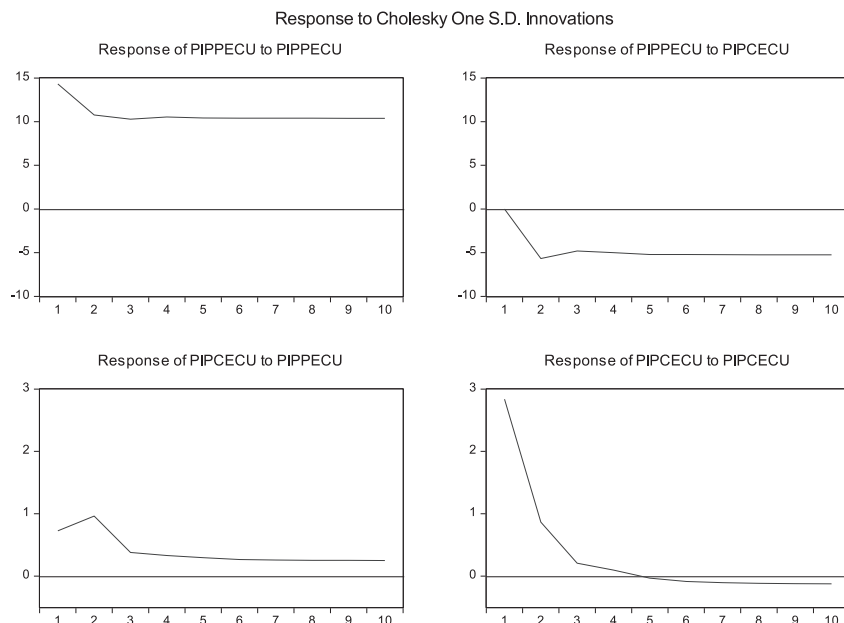 Response to Cholesky One S.D. Innovations
Response of PIPPECU to PIPPECU
15
10
5
0
-5
-10
1 2 3 4 5 6 7 8 9 10
Response of PIPPECU to PIPCECU
15
10
5
0
-5
-10
1 2 3 4 5 6 7 8 9 10
Response of PIPCECU to PIPPECU
3
2
1
0
1 2 3 4 5 6 7 8 9 10
Response of PIPCECU to PIPCECU
3
2
1
0
1 2 3 4 5 6 7 8 9 10